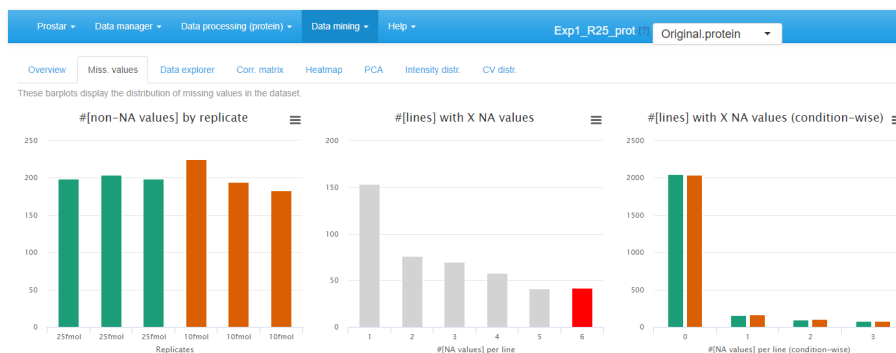 Prostar Data manager Data processing (protein) Data mining Help Exp1_R25_prot [?] Original.protein
Overview Miss. values Data explorer Corr. matrix Heatmap PCA Intensity distr. CV distr.
These barplots display the distribution of missing values in the dataset.
#[non-NA values] by replicate
250
200
150
100
50
0
25fmol 25fmol 25fmol 10fmol 10fmol 10fmol
Replicates
#[lines] with X NA values
200
150
100
50
0
1 2 3 4 5 6
#[NA values] per line
#[lines] with X NA values (condition-wise)
2500
2000
1500
1000
500
0
0 1 2 3
#[NA values] per line (condition-wise)